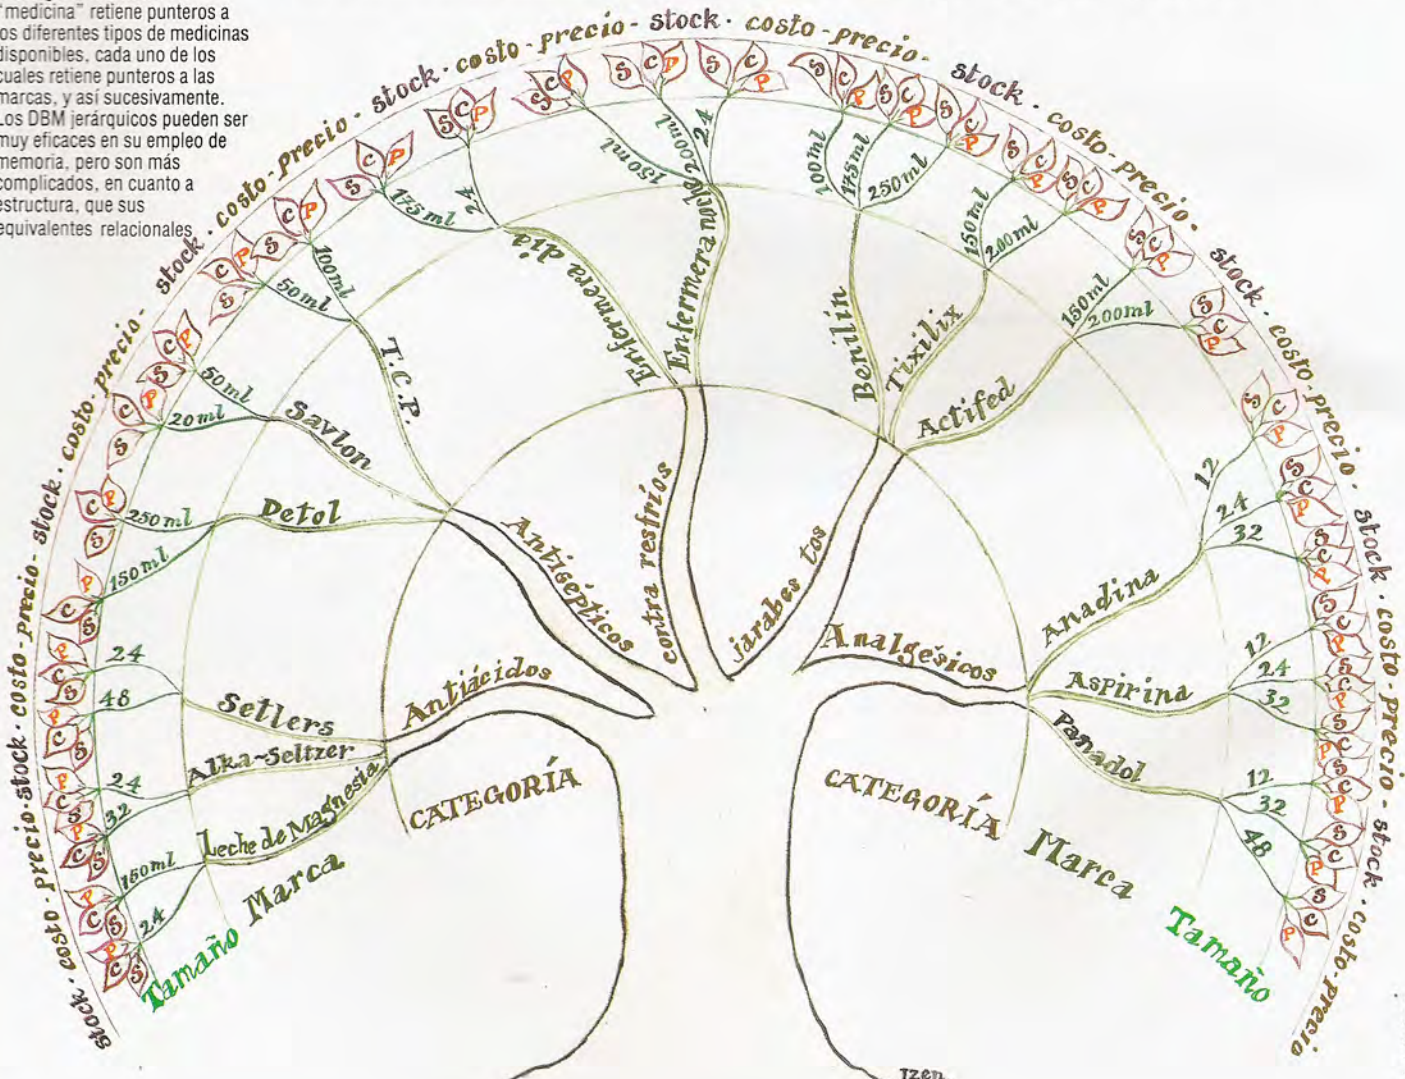 "medicina" retiene punteros a
los diferentes tipos de medicinas
disponibles, cada uno de los
cuales retiene punteros a las
marcas, y así sucesivamente.
Los DBM jerárquicos pueden ser
muy eficaces en su empleo de
memoria, pero son más
complicados, en cuanto a
estructura, que sus
equivalentes relacionales
stock · costo - precio - stock · costo - precio - stock · costo - precio - stock · costo - precio - stock · costo - precio - stock · costo - precio - stock · costo - precio - stock · costo - precio - stock · costo - precio - stock · costo - precio - stock · costo - precio
CATEGORÍA
Marca
Tamaño
Antiácidos
Leche de Magnesia
24
S C P
150ml
S C P
Alka-Seltzer
32
S C P
24
S C P
Setlers
48
S C P
24
S C P
Antisépticos
Detol
150ml
S C P
250ml
S C P
Savlon
20ml
S C P
50ml
S C P
T.C.P.
50ml
S C P
100ml
S C P
contra resfríos
Enfermera día
175ml
S C P
24
S C P
Enfermera noche
150ml
S C P
200ml
S C P
24
S C P
jarabes tos
Benilin
100ml
S C P
175ml
S C P
250ml
S C P
Tixilix
150ml
S C P
200ml
S C P
Actifed
150ml
S C P
200ml
S C P
Analgésicos
Anadina
12
S C P
24
S C P
32
S C P
Aspirina
12
S C P
24
S C P
32
S C P
Panadol
12
S C P
32
S C P
48
S C P
CATEGORÍA
Marca
Tamaño